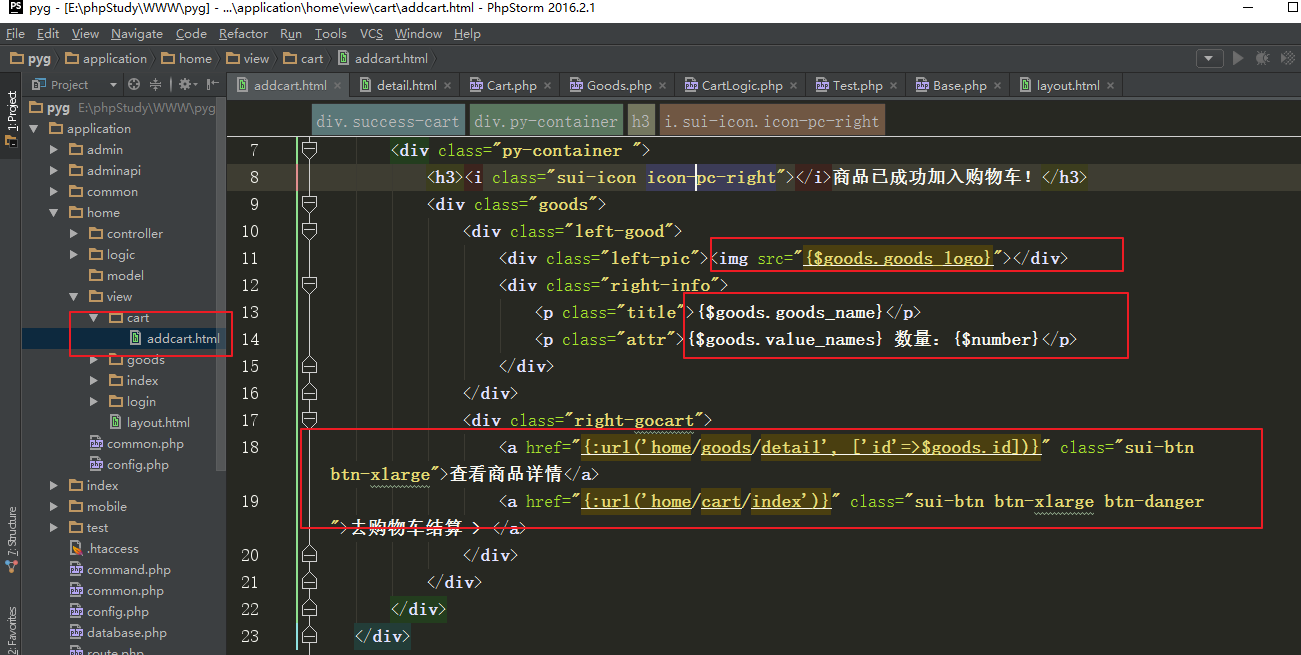 pyg - [E:\phpStudy\WWW\pyg] - ...\application\home\view\cart\addcart.html - PhpStorm 2016.2.1
File Edit View Navigate Code Refactor Run Tools VCS Window Help
pyg application home view cart addcart.html
Project
addcart.html detail.html Cart.php Goods.php CartLogic.php Test.php Base.php layout.html
1: Project
7: Structure
2: Favorites
pyg E:\phpStudy\WWW\pyg
application
admin
adminapi
common
home
controller
logic
model
view
cart
addcart.html
goods
index
login
layout.html
common.php
config.php
index
mobile
test
.htaccess
command.php
common.php
config.php
database.php
route.php
div.success-cart div.py-container h3 i.sui-icon.icon-pc-right
7 <div class="py-container ">
8 <h3><i class="sui-icon icon-pc-right"></i>商品已成功加入购物车！</h3>
9 <div class="goods">
10 <div class="left-good">
11 <div class="left-pic"><img src="{$goods.goods_logo}"></div>
12 <div class="right-info">
13 <p class="title">{$goods.goods_name}</p>
14 <p class="attr">{$goods.value_names} 数量：{$number}</p>
15 </div>
16 </div>
17 <div class="right-gocart">
18 <a href="{:url('home/goods/detail', ['id'=>$goods.id])}" class="sui-btn
btn-xlarge">查看商品详情</a>
19 <a href="{:url('home/cart/index')}" class="sui-btn btn-xlarge btn-danger
">去购物车结算 > </a>
20 </div>
21 </div>
22 </div>
23 </div>